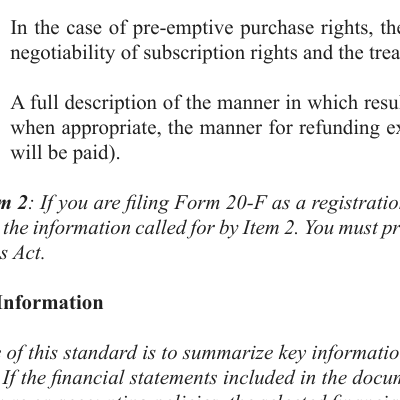 In the case of pre-emptive purchase rights, the
negotiability of subscription rights and the trea
A full description of the manner in which resul
when appropriate, the manner for refunding ex
will be paid).
m 2: If you are filing Form 20-F as a registratio
the information called for by Item 2. You must pr
s Act.
Information
of this standard is to summarize key informatio
If the financial statements included in the docum